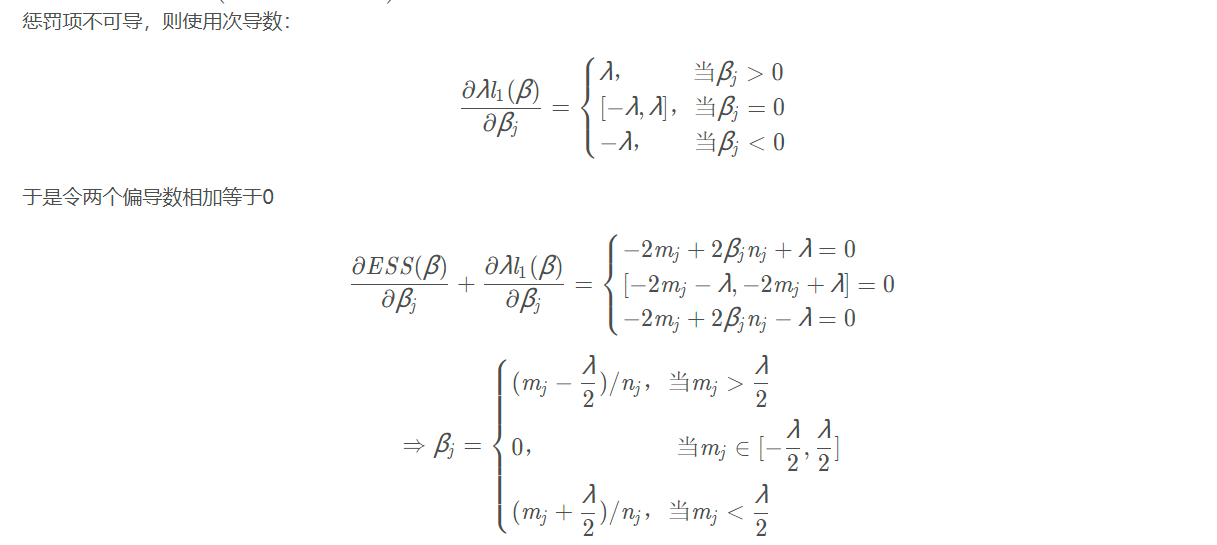 惩罚项不可导，则使用次导数：
∂λl₁(β)/∂βⱼ = { λ， 当βⱼ > 0
[−λ, λ]， 当βⱼ = 0
−λ， 当βⱼ < 0
于是令两个偏导数相加等于0
∂ESS(β)/∂βⱼ + ∂λl₁(β)/∂βⱼ = { −2mⱼ + 2βⱼnⱼ + λ = 0
[−2mⱼ − λ, −2mⱼ + λ] = 0
−2mⱼ + 2βⱼnⱼ − λ = 0
⇒ βⱼ = { (mⱼ − λ/2)/nⱼ， 当mⱼ > λ/2
0， 当mⱼ ∈ [−λ/2, λ/2]
(mⱼ + λ/2)/nⱼ， 当mⱼ < λ/2